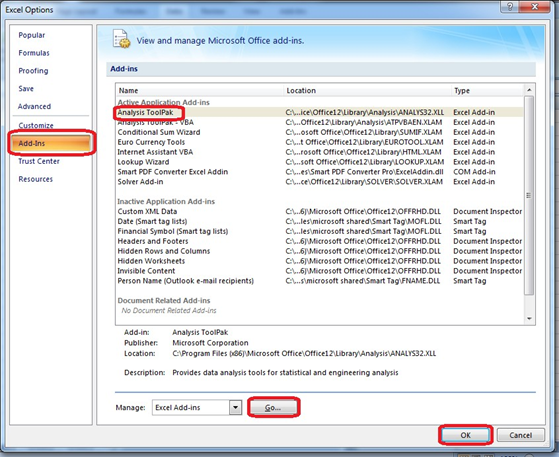 Excel Options
Popular
Formulas
Proofing
Save
Advanced
Customize
Add-Ins
Trust Center
Resources
View and manage Microsoft Office add-ins.
Add-ins
Name Location Type
Active Application Add-ins
Analysis ToolPak C:\...ice\Office12\Library\Analysis\ANALYS32.XLL Excel Add-in
Analysis ToolPak - VBA C:\...Office12\Library\Analysis\ATPVBAEN.XLAM Excel Add-in
Conditional Sum Wizard C:\...osoft Office\Office12\Library\SUMIF.XLAM Excel Add-in
Euro Currency Tools C:\...t Office\Office12\Library\EUROTOOL.XLAM Excel Add-in
Internet Assistant VBA C:\...osoft Office\Office12\Library\HTML.XLAM Excel Add-in
Lookup Wizard C:\...oft Office\Office12\Library\LOOKUP.XLAM Excel Add-in
Smart PDF Converter Excel Addin C:\...es\Smart PDF Converter Pro\ExcelAddin.dll COM Add-in
Solver Add-in C:\...e\Office12\Library\SOLVER\SOLVER.XLAM Excel Add-in
Inactive Application Add-ins
Custom XML Data C:\...6)\Microsoft Office\Office12\OFFRHD.DLL Document Inspector
Date (Smart tag lists) C:\...les\microsoft shared\Smart Tag\MOFL.DLL Smart Tag
Financial Symbol (Smart tag lists) C:\...les\microsoft shared\Smart Tag\MOFL.DLL Smart Tag
Headers and Footers C:\...6)\Microsoft Office\Office12\OFFRHD.DLL Document Inspector
Hidden Rows and Columns C:\...6)\Microsoft Office\Office12\OFFRHD.DLL Document Inspector
Hidden Worksheets C:\...6)\Microsoft Office\Office12\OFFRHD.DLL Document Inspector
Invisible Content C:\...6)\Microsoft Office\Office12\OFFRHD.DLL Document Inspector
Person Name (Outlook e-mail recipients) C:\...s\microsoft shared\Smart Tag\FNAME.DLL Smart Tag
Document Related Add-ins
No Document Related Add-ins
Add-in: Analysis ToolPak
Publisher: Microsoft Corporation
Location: C:\Program Files (x86)\Microsoft Office\Office12\Library\Analysis\ANALYS32.XLL
Description: Provides data analysis tools for statistical and engineering analysis
Manage: Excel Add-ins Go...
OK Cancel